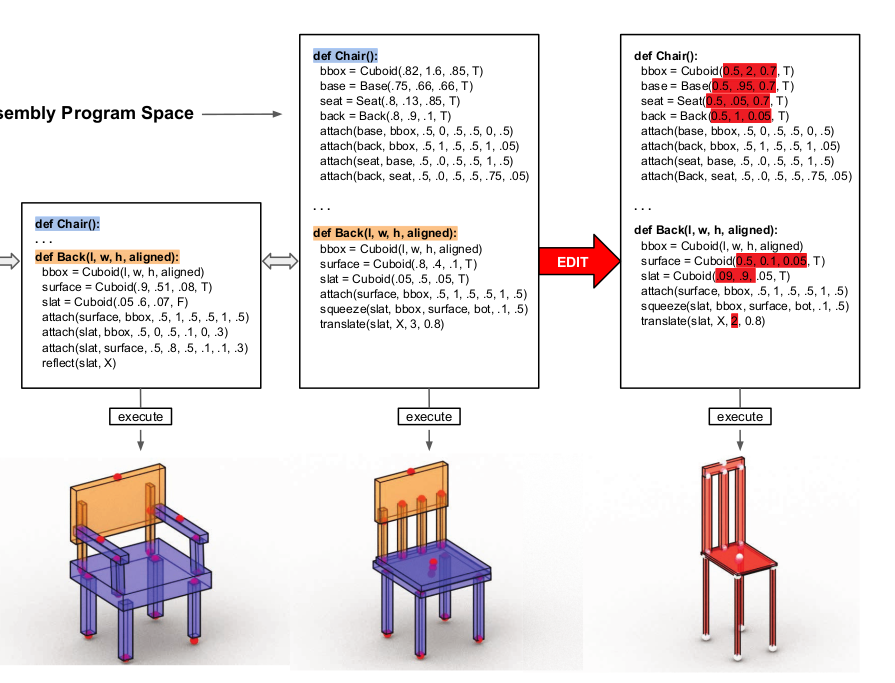 sembly Program Space
def Chair():
. . .
def Back(l, w, h, aligned):
bbox = Cuboid(l, w, h, aligned)
surface = Cuboid(.9, .51, .08, T)
slat = Cuboid(.05 .6, .07, F)
attach(surface, bbox, .5, 1, .5, .5, 1, .5)
attach(slat, bbox, .5, 0, .5, .1, 0, .3)
attach(slat, surface, .5, .8, .5, .1, .1, .3)
reflect(slat, X)
execute
def Chair():
bbox = Cuboid(.82, 1.6, .85, T)
base = Base(.75, .66, .66, T)
seat = Seat(.8, .13, .85, T)
back = Back(.8, .9, .1, T)
attach(base, bbox, .5, 0, .5, .5, 0, .5)
attach(back, bbox, .5, 1, .5, .5, 1, .05)
attach(seat, base, .5, .0, .5, .5, 1, .5)
attach(back, seat, .5, .0, .5, .5, .75, .05)
. . .
def Back(l, w, h, aligned):
bbox = Cuboid(l, w, h, aligned)
surface = Cuboid(.8, .4, .1, T)
slat = Cuboid(.05, .5, .05, T)
attach(surface, bbox, .5, 1, .5, .5, 1, .5)
squeeze(slat, bbox, surface, bot, .1, .5)
translate(slat, X, 3, 0.8)
execute
EDIT
def Chair():
bbox = Cuboid(0.5, 2, 0.7, T)
base = Base(0.5, .95, 0.7, T)
seat = Seat(0.5, .05, 0.7, T)
back = Back(0.5, 1, 0.05, T)
attach(base, bbox, .5, 0, .5, .5, 0, .5)
attach(back, bbox, .5, 1, .5, .5, 1, .05)
attach(seat, base, .5, .0, .5, .5, 1, .5)
attach(Back, seat, .5, .0, .5, .5, .75, .05)
. . .
def Back(l, w, h, aligned):
bbox = Cuboid(l, w, h, aligned)
surface = Cuboid(0.5, 0.1, 0.05, T)
slat = Cuboid(.09, .9, .05, T)
attach(surface, bbox, .5, 1, .5, .5, 1, .5)
squeeze(slat, bbox, surface, bot, .1, .5)
translate(slat, X, 2, 0.8)
execute